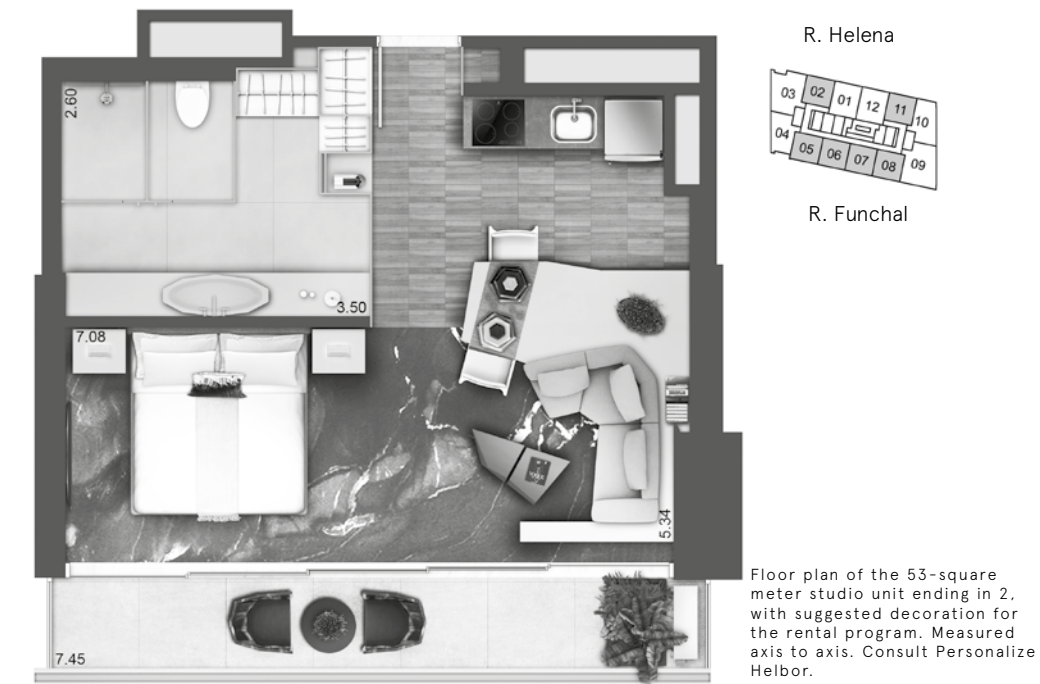 R. Helena
03
02
01
12
11
10
04
05
06
07
08
09
R. Funchal
2.60
3.50
7.08
5.34
7.45
Floor plan of the 53-square
meter studio unit ending in 2,
with suggested decoration for
the rental program. Measured
axis to axis. Consult Personalize
Helbor.